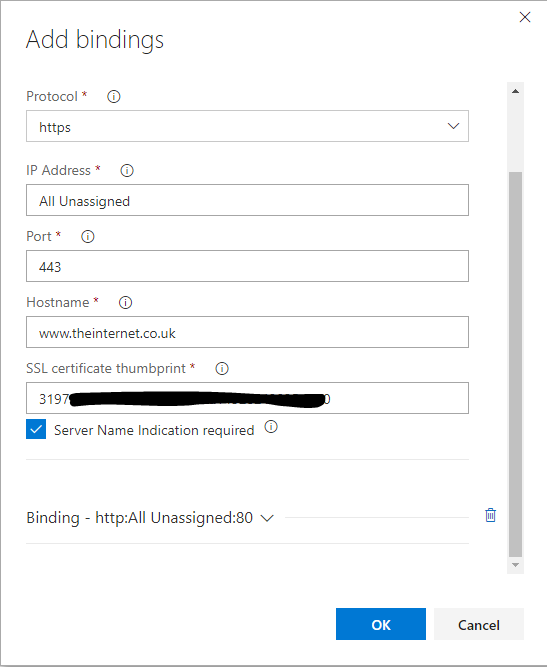 Add bindings
Protocol *
https
IP Address *
All Unassigned
Port *
443
Hostname *
www.theinternet.co.uk
SSL certificate thumbprint *
3197 0
Server Name Indication required
Binding - http:All Unassigned:80
OK Cancel